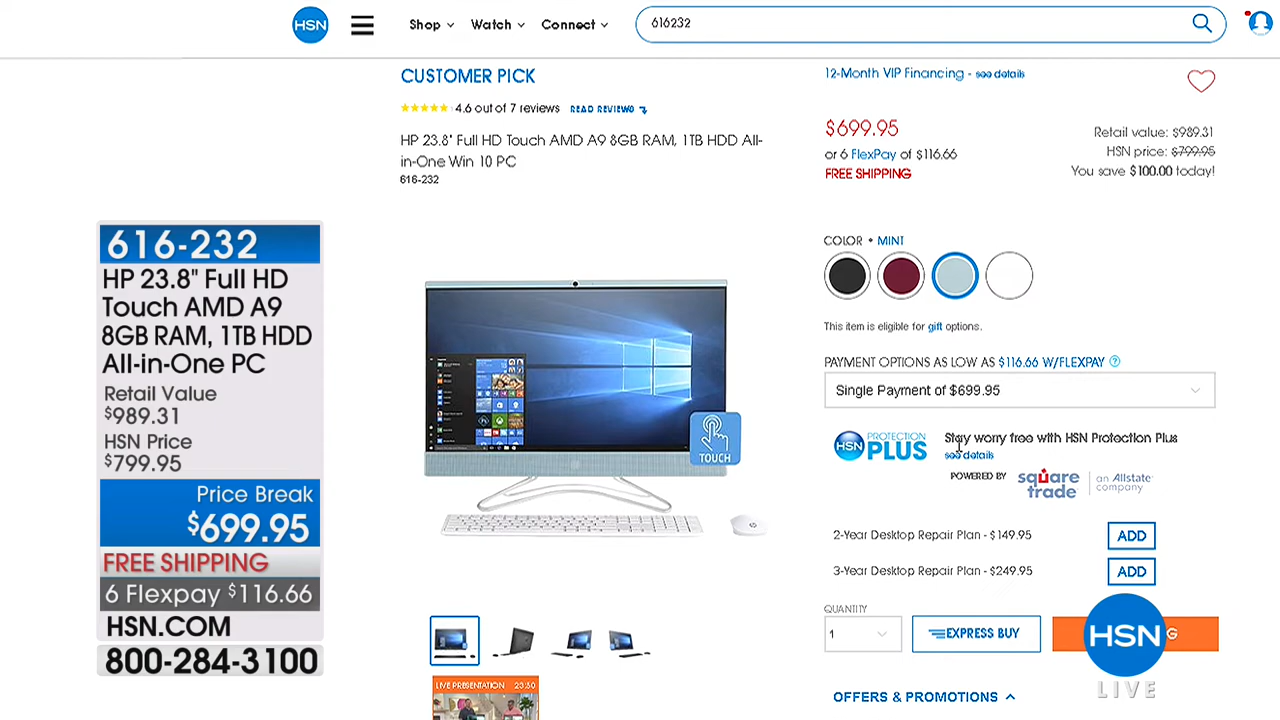 HSN
Shop
Watch
Connect
616232
CUSTOMER PICK
4.6 out of 7 reviews READ REVIEWS
HP 23.8" Full HD Touch AMD A9 8GB RAM, 1TB HDD All-
in-One Win 10 PC
616-232
12-Month VIP Financing - see details
$699.95
or 6 FlexPay of $116.66
FREE SHIPPING
Retail value: $989.31
HSN price: $799.95
You save $100.00 today!
616-232
HP 23.8" Full HD
Touch AMD A9
8GB RAM, 1TB HDD
All-in-One PC
Retail Value
$989.31
HSN Price
$799.95
Price Break
$699.95
FREE SHIPPING
6 Flexpay $116.66
HSN.COM
800-284-3100
TOUCH
COLOR • MINT
This item is eligible for gift options.
PAYMENT OPTIONS AS LOW AS $116.66 W/FLEXPAY ?
Single Payment of $699.95
HSN PROTECTION PLUS
Stay worry free with HSN Protection Plus
see details
POWERED BY
square trade
an Allstate company
2-Year Desktop Repair Plan - $149.95
ADD
3-Year Desktop Repair Plan - $249.95
ADD
QUANTITY
1
EXPRESS BUY
G
HSN
LIVE
OFFERS & PROMOTIONS
LIVE PRESENTATION 23:50